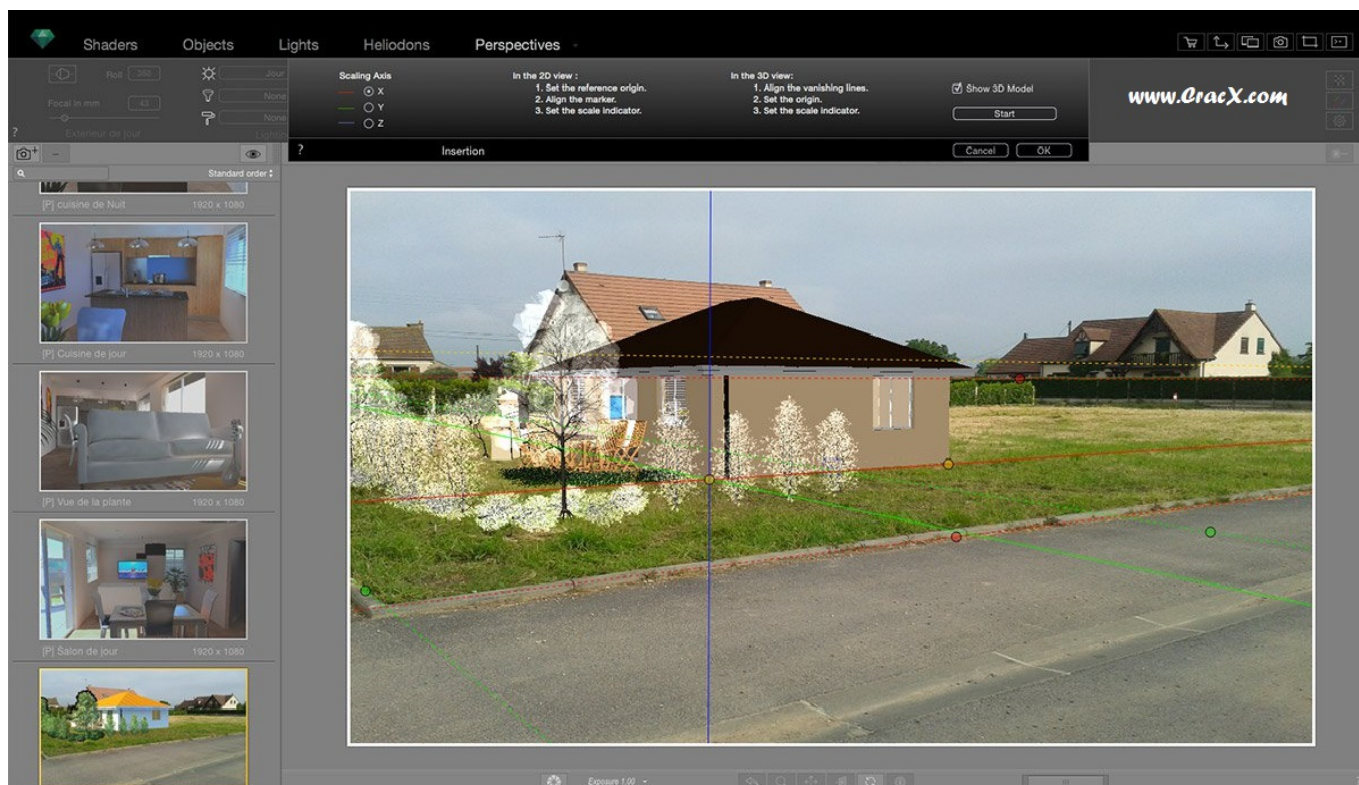 Shaders Objects Lights Heliodons Perspectives
Roll 360
Jour
Focal in mm 43
None
None
Exterieur de jour
Lightin
?
Scaling Axis
X
Y
Z
In the 2D view :
1. Set the reference origin.
2. Align the marker.
3. Set the scale indicator.
In the 3D view:
1. Align the vanishing lines.
2. Set the origin.
3. Set the scale indicator.
Show 3D Model
Start
? Insertion Cancel OK
www.CracX.com
Standard order
[P] cuisine de Nuit 1920 x 1080
[P] Cuisine de jour 1920 x 1080
[P] Vue de la plante 1920 x 1080
[P] Salon de jour 1920 x 1080
Exposure 1.00